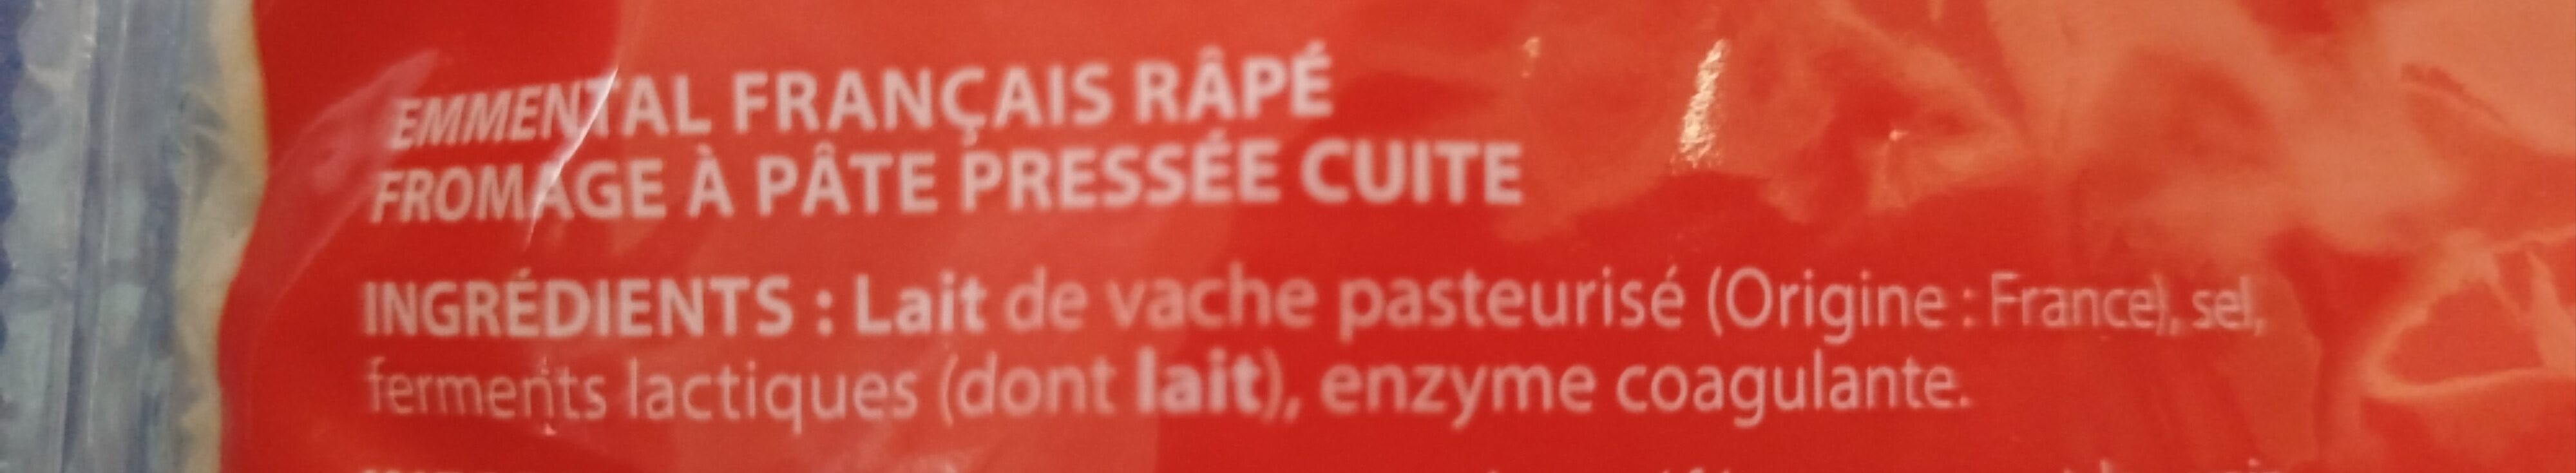 EMMENTAL FRANÇAIS RÂPÉ
FROMAGE À PÂTE PRESSÉE CUITE
INGRÉDIENTS : Lait de vache pasteurisé (Origine : France), sel,
ferments lactiques (dont lait), enzyme coagulante.